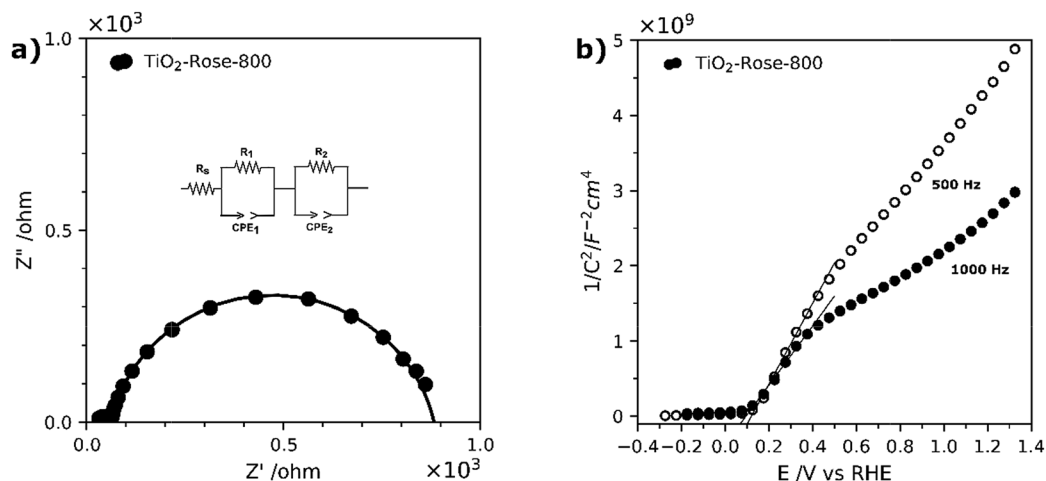 a)
×10³
1.0
TiO₂-Rose-800
Rs
R1
CPE1
R2
CPE2
0.5
Z'' /ohm
0.0
0.0 0.5 1.0
Z' /ohm
×10³
b)
×10⁹
5
TiO₂-Rose-800
4
500 Hz
3
1/C²/F⁻²cm⁴
2
1000 Hz
1
0
−0.4−0.2 0.0 0.2 0.4 0.6 0.8 1.0 1.2 1.4
E /V vs RHE